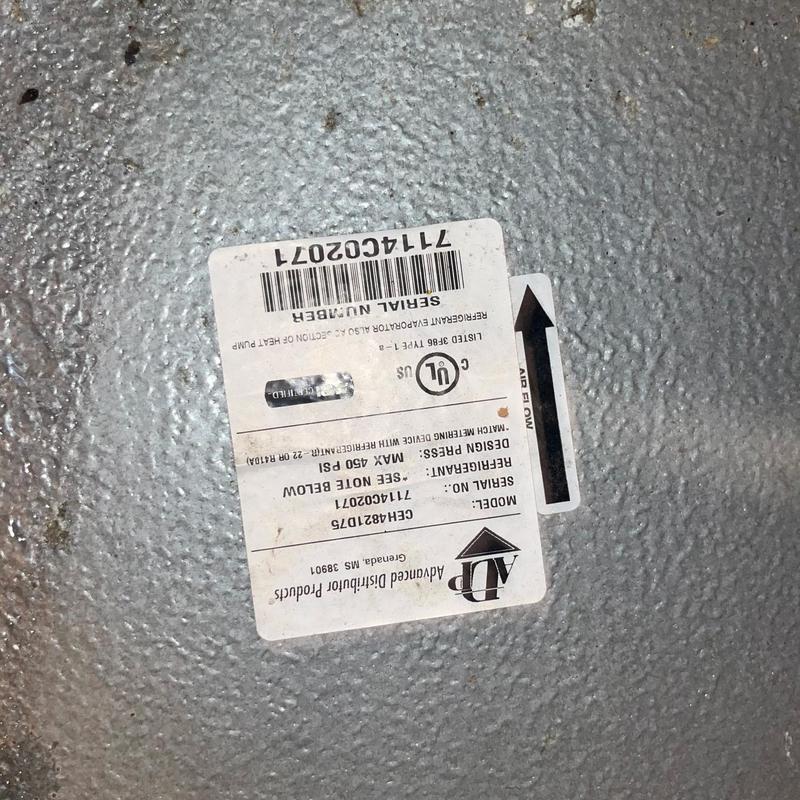 ADP
Advanced Distributor Products
Grenada, MS 38901
MODEL: CEH4821D75
SERIAL NO.: 7114C02071
REFRIGERANT: *SEE NOTE BELOW
DESIGN PRESS: MAX 450 PSI
*MATCH METERING DEVICE WITH REFRIGERANT(R-22 OR R410A)
CERTIFIED
C UL US
LISTED 3F86 TYPE 1-a
REFRIGERANT EVAPORATOR ALSO AC SECTION OF HEAT PUMP
SERIAL NUMBER
7114C02071
AIR FLOW